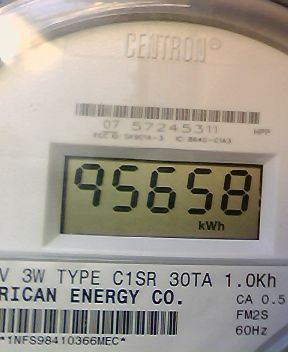 CENTRON®
07 57245311 HPP
95658
kWh
V 3W TYPE C1SR 30TA 1.0Kh
RICAN ENERGY CO. CA 0.5
FM2S
60Hz
*1NFS98410366MEC*